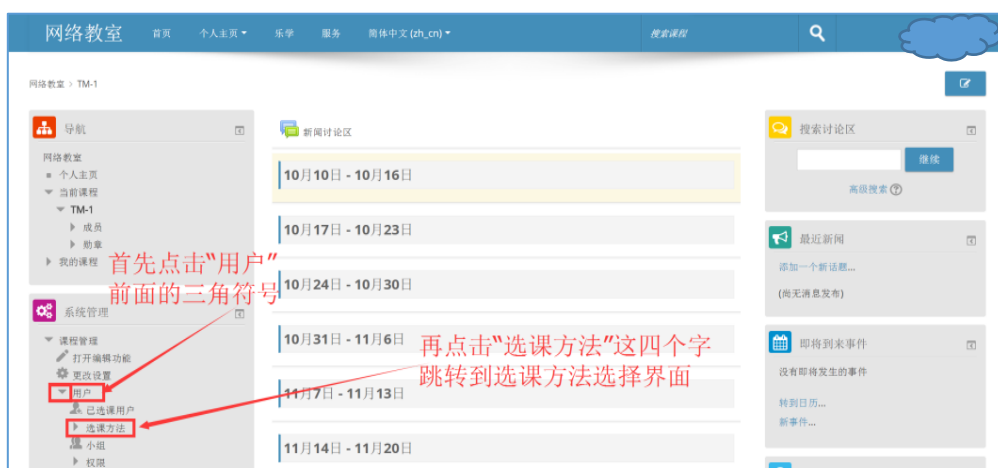 网络教室 首页 个人主页 乐学 服务 简体中文 (zh_cn) 搜索课程
网络教室 > TM-1
导航
网络教室
个人主页
当前课程
TM-1
成员
勋章
我的课程
首先点击“用户”
前面的三角符号
系统管理
课程管理
打开编辑功能
更改设置
用户
已选课用户
选课方法
小组
权限
新闻讨论区
10月10日 - 10月16日
10月17日 - 10月23日
10月24日 - 10月30日
10月31日 - 11月6日
再点击“选课方法”这四个字
跳转到选课方法选择界面
11月7日 - 11月13日
11月14日 - 11月20日
搜索讨论区
继续
高级搜索
最近新闻
添加一个新话题...
(尚无消息发布)
即将到来事件
没有即将发生的事件
转到日历...
新事件...